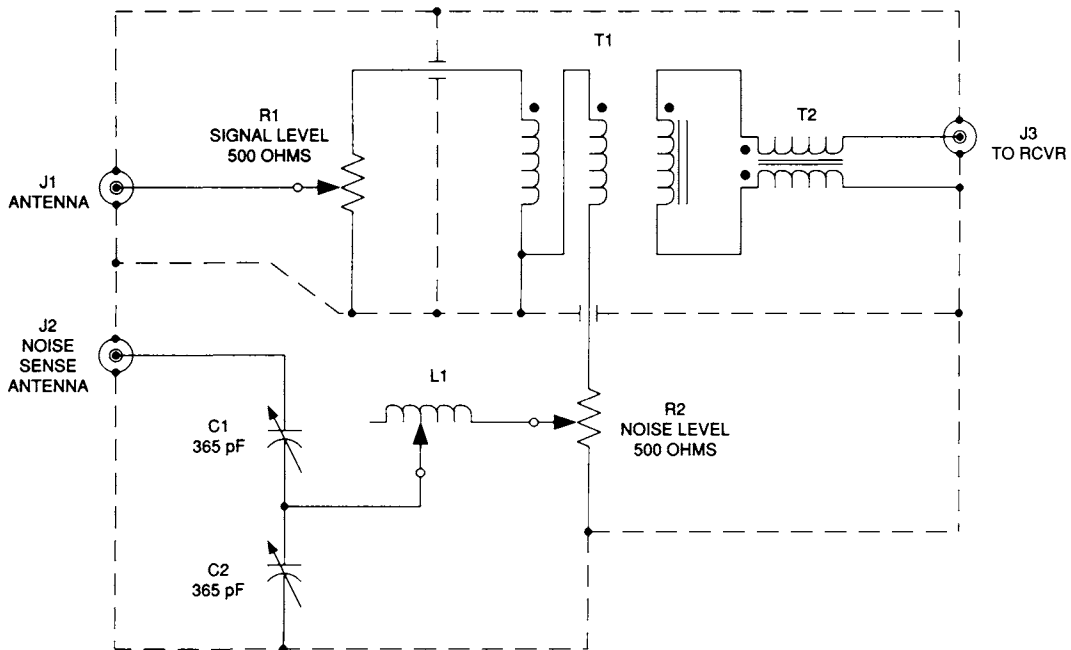 T1
R1
SIGNAL LEVEL
500 OHMS
T2
J3
TO RCVR
J1
ANTENNA
J2
NOISE
SENSE
ANTENNA
L1
R2
NOISE LEVEL
500 OHMS
C1
365 pF
C2
365 pF